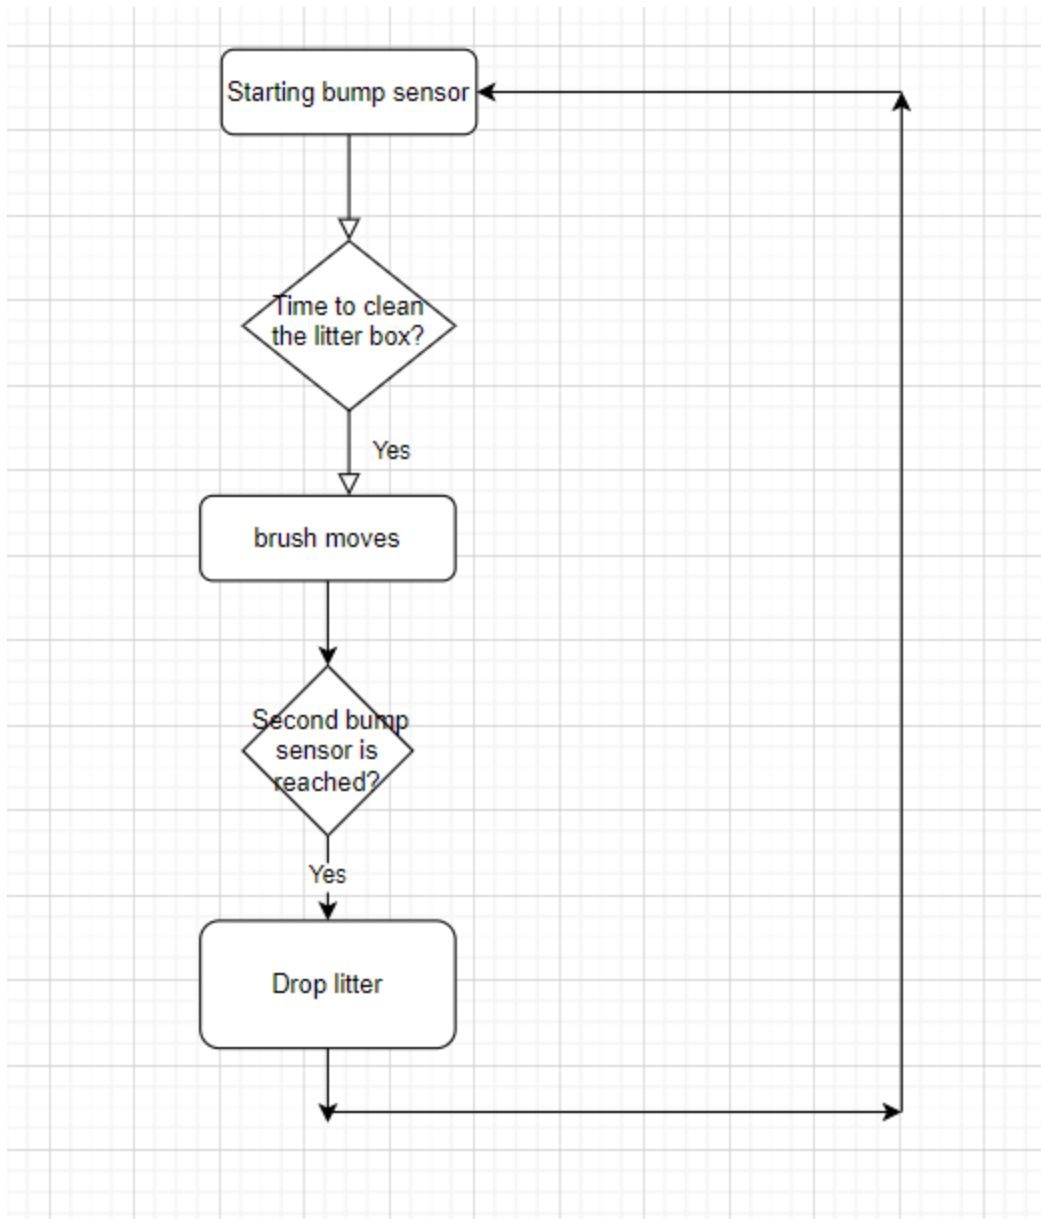 Starting bump sensor
Time to clean
the litter box?
Yes
brush moves
Second bump
sensor is
reached?
Yes
Drop litter